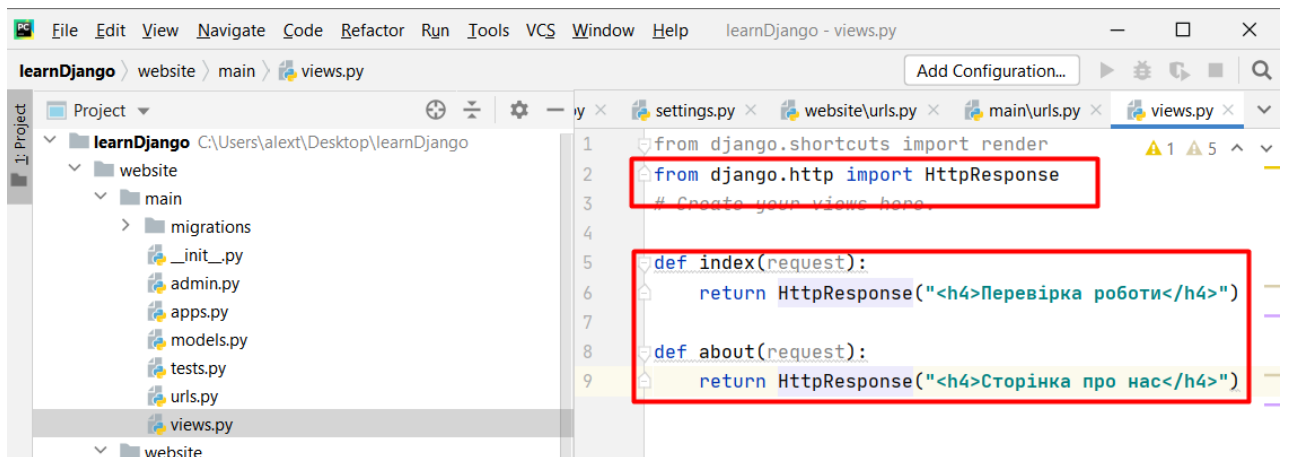 PC File Edit View Navigate Code Refactor Run Tools VCS Window Help learnDjango - views.py
learnDjango website main views.py Add Configuration...
1: Project
Project
y settings.py website\urls.py main\urls.py views.py
learnDjango C:\Users\alext\Desktop\learnDjango
website
main
migrations
__init__.py
admin.py
apps.py
models.py
tests.py
urls.py
views.py
website
1 5
1 from django.shortcuts import render
2 from django.http import HttpResponse
3 # Create your views here.
4
5 def index(request):
6 return HttpResponse("<h4>Перевірка роботи</h4>")
7
8 def about(request):
9 return HttpResponse("<h4>Сторінка про нас</h4>")